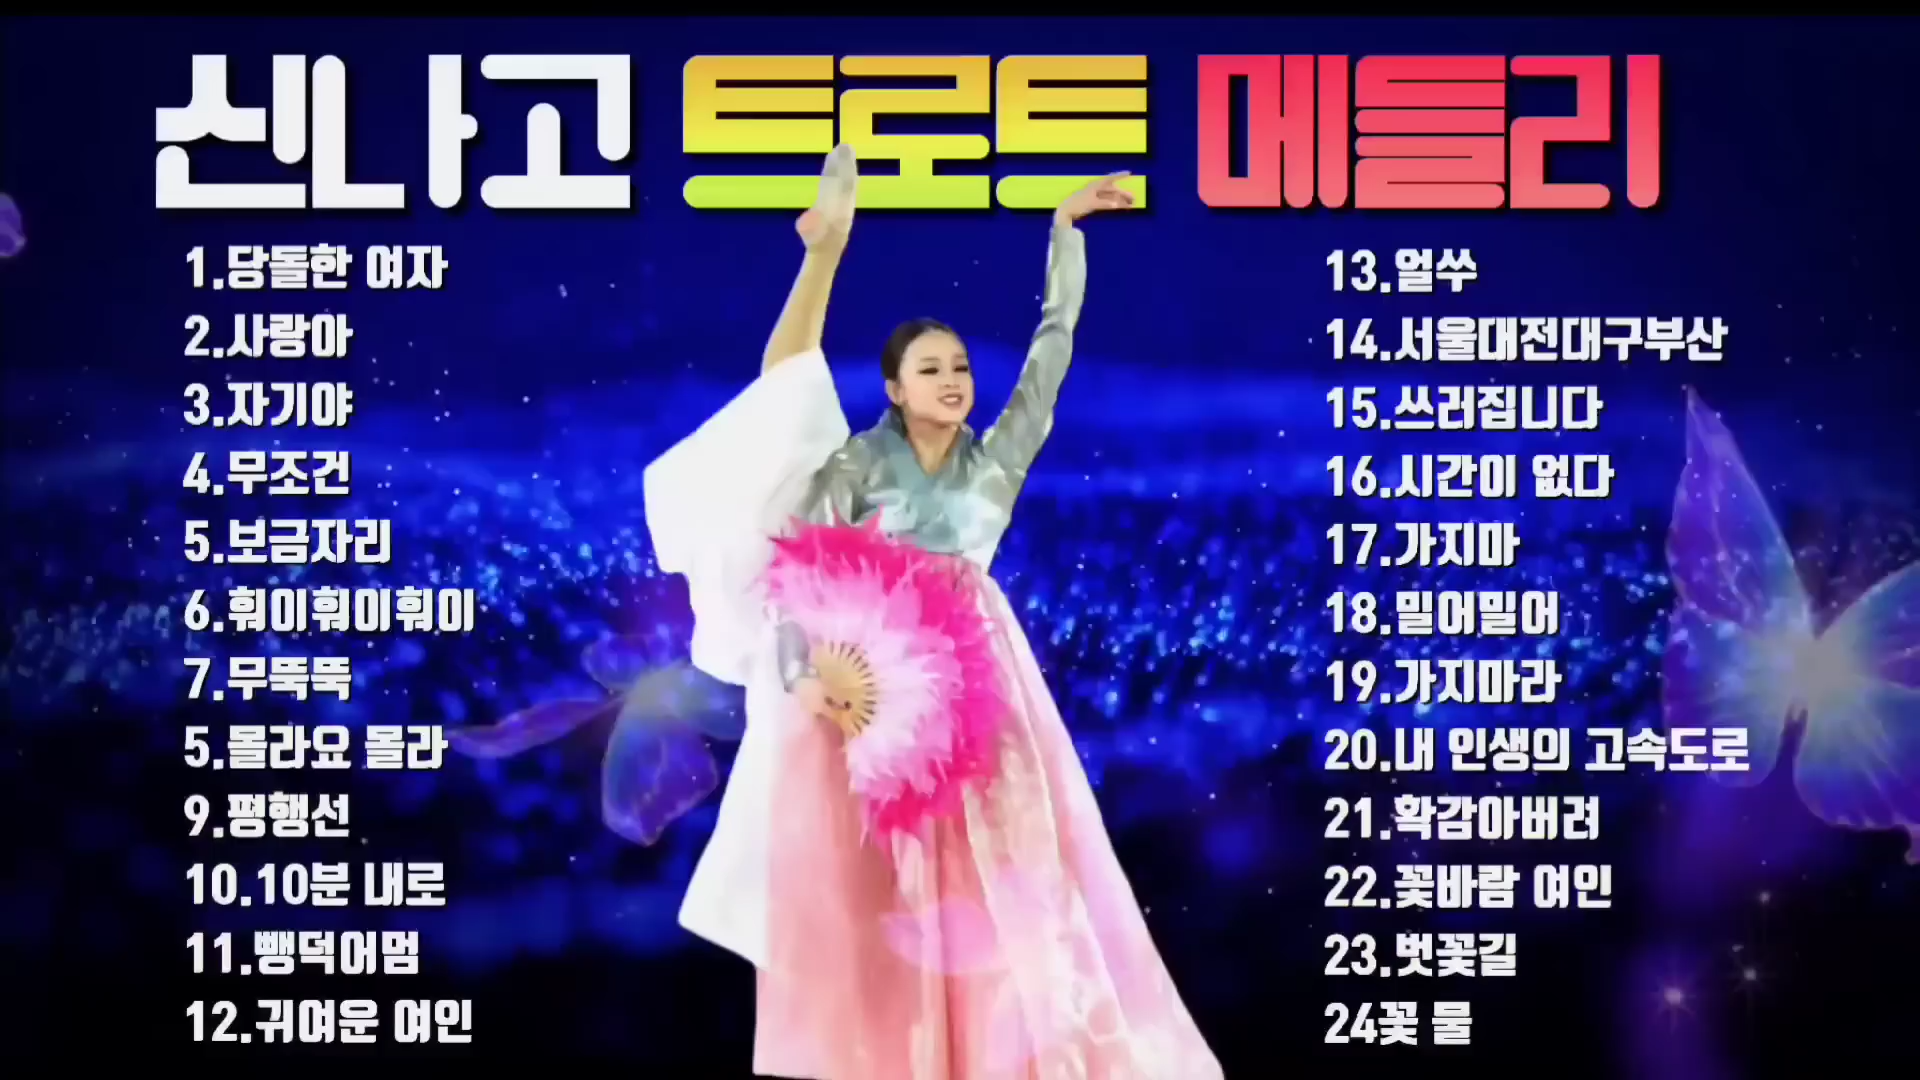 신나고 트로트 메들리
1.당돌한 여자
2.사랑아
3.자기야
4.무조건
5.보금자리
6.훠이훠이훠이
7.무뚝뚝
5.몰라요 몰라
9.평행선
10.10분 내로
11.뺑덕어멈
12.귀여운 여인
13.얼쑤
14.서울대전대구부산
15.쓰러집니다
16.시간이 없다
17.가지마
18.밀어밀어
19.가지마라
20.내 인생의 고속도로
21.확감아버려
22.꽃바람 여인
23.벗꽃길
24꽃 물